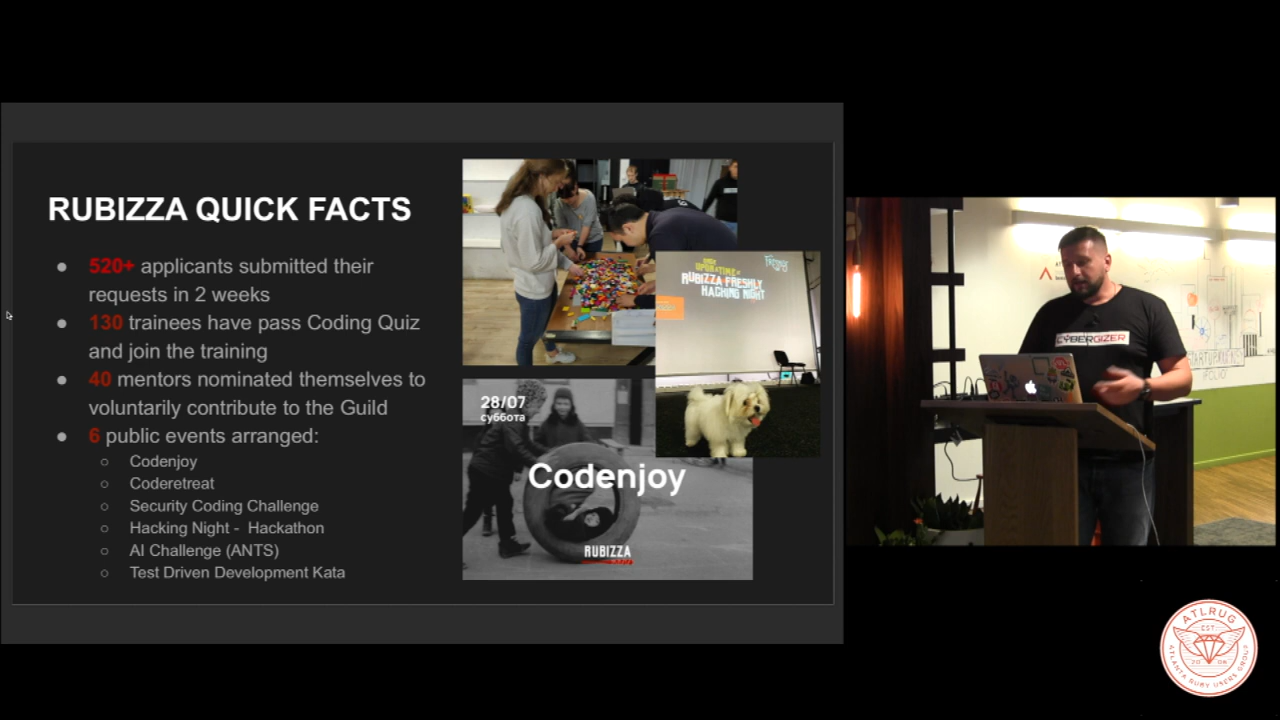 RUBIZZA QUICK FACTS
● 520+ applicants submitted their
requests in 2 weeks
● 130 trainees have pass Coding Quiz
and join the training
● 40 mentors nominated themselves to
voluntarily contribute to the Guild
● 6 public events arranged:
○ Codenjoy
○ Coderetreat
○ Security Coding Challenge
○ Hacking Night - Hackathon
○ AI Challenge (ANTS)
○ Test Driven Development Kata
RUBIZZA FRESHLY
HACKING NIGHT
28/07
суббота
Codenjoy
RUBIZZA
CYBERGIZER
ATLRUG
EST
20 06
ATLANTA RUBY USERS GROUP